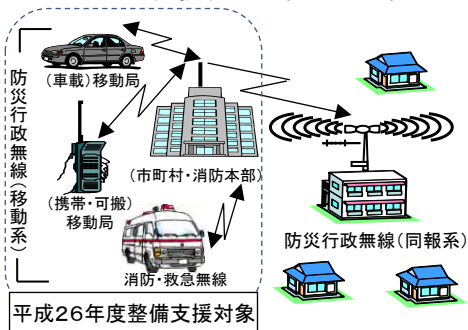 防災行政無線(移動系)
(車載)移動局
(市町村・消防本部)
(携帯・可搬)
移動局
消防・救急無線
防災行政無線(同報系)
平成26年度整備支援対象